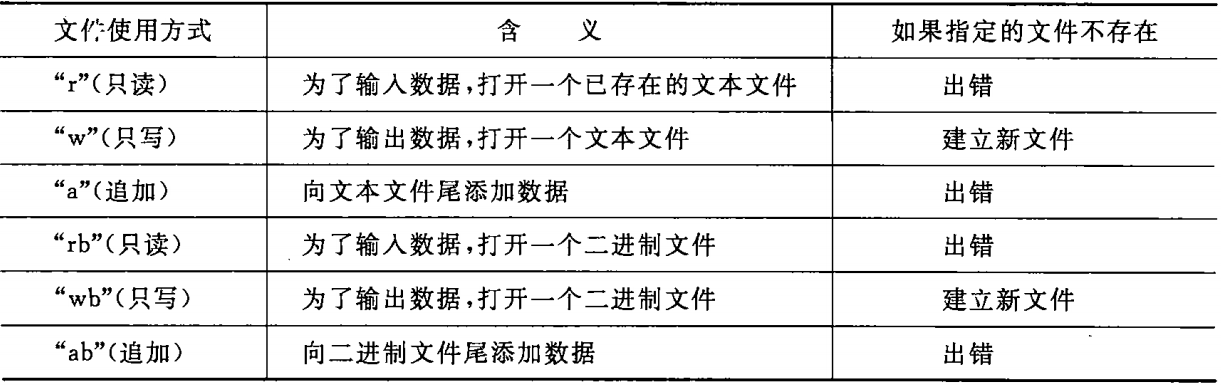 文件使用方式 含 义 如果指定的文件不存在
“r”(只读) 为了输入数据,打开一个已存在的文本文件 出错
“w”(只写) 为了输出数据,打开一个文本文件 建立新文件
“a”(追加) 向文本文件尾添加数据 出错
“rb”(只读) 为了输入数据,打开一个二进制文件 出错
“wb”(只写) 为了输出数据,打开一个二进制文件 建立新文件
“ab”(追加) 向二进制文件尾添加数据 出错